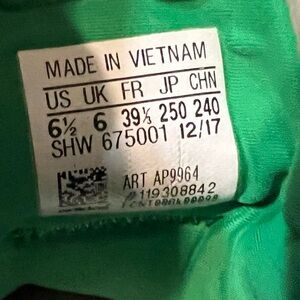 MADE IN VIETNAM
US UK FR JP CHN
6½ 6 39⅓ 250 240
SHW 675001 12/17
ART AP9964
119308842